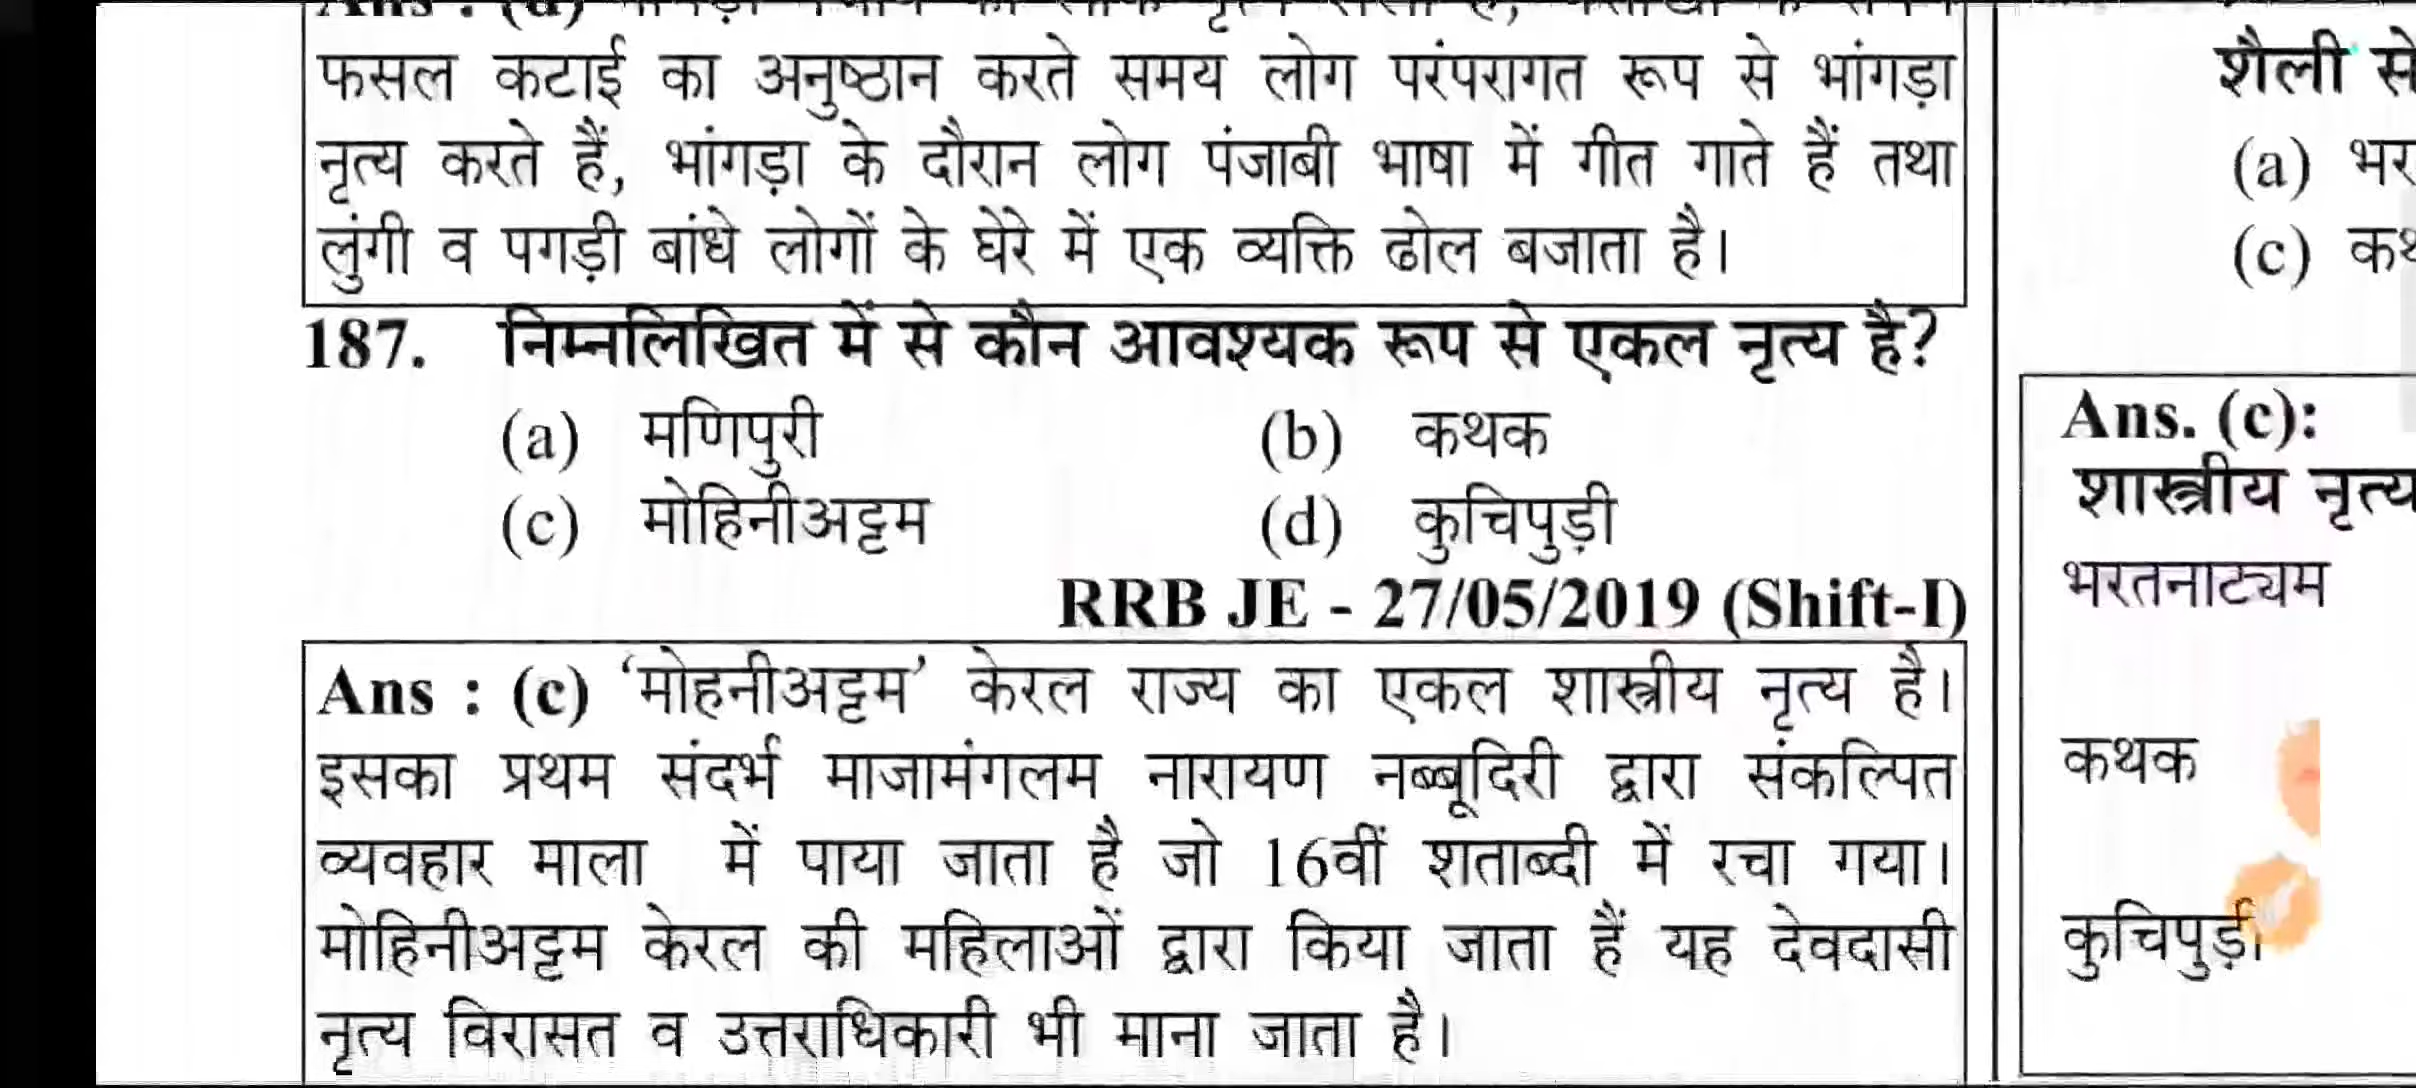 फसल कटाई का अनुष्ठान करते समय लोग परंपरागत रूप से भांगड़ा
नृत्य करते हैं, भांगड़ा के दौरान लोग पंजाबी भाषा में गीत गाते हैं तथा
लुंगी व पगड़ी बांधे लोगों के घेरे में एक व्यक्ति ढोल बजाता है।
187. निम्नलिखित में से कौन आवश्यक रूप से एकल नृत्य है?
(a) मणिपुरी (b) कथक
(c) मोहिनीअट्टम (d) कुचिपुड़ी
RRB JE - 27/05/2019 (Shift-I)
Ans : (c) ‘मोहनीअट्टम’ केरल राज्य का एकल शास्त्रीय नृत्य है।
इसका प्रथम संदर्भ माजामंगलम नारायण नब्बूदिरी द्वारा संकल्पित
व्यवहार माला में पाया जाता है जो 16वीं शताब्दी में रचा गया।
मोहिनीअट्टम केरल की महिलाओं द्वारा किया जाता हैं यह देवदासी
नृत्य विरासत व उत्तराधिकारी भी माना जाता है।
शैली से
(a) भर
(c)
Ans. (c):
शास्त्रीय नृत्य
भरतनाट्यम
कथक
कुचिपुड़ी